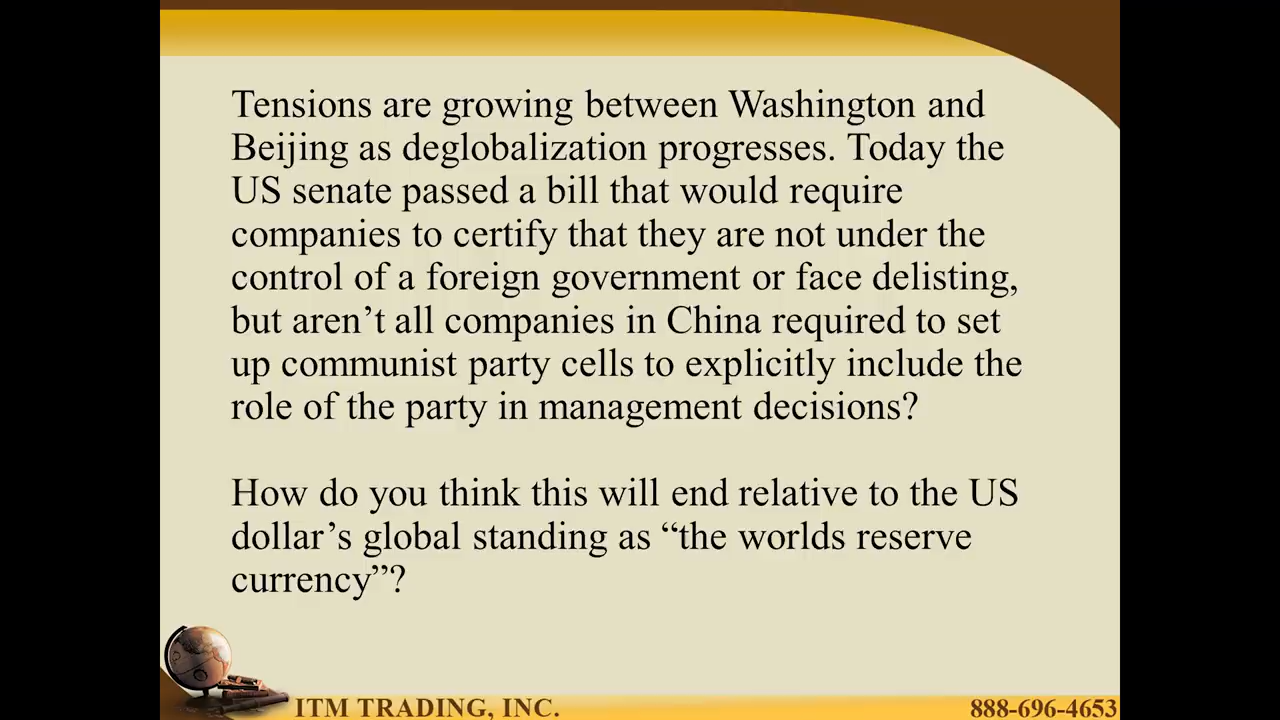 Tensions are growing between Washington and
Beijing as deglobalization progresses. Today the
US senate passed a bill that would require
companies to certify that they are not under the
control of a foreign government or face delisting,
but aren’t all companies in China required to set
up communist party cells to explicitly include the
role of the party in management decisions?
How do you think this will end relative to the US
dollar’s global standing as “the worlds reserve
currency”?
ITM TRADING, INC.
888-696-4653